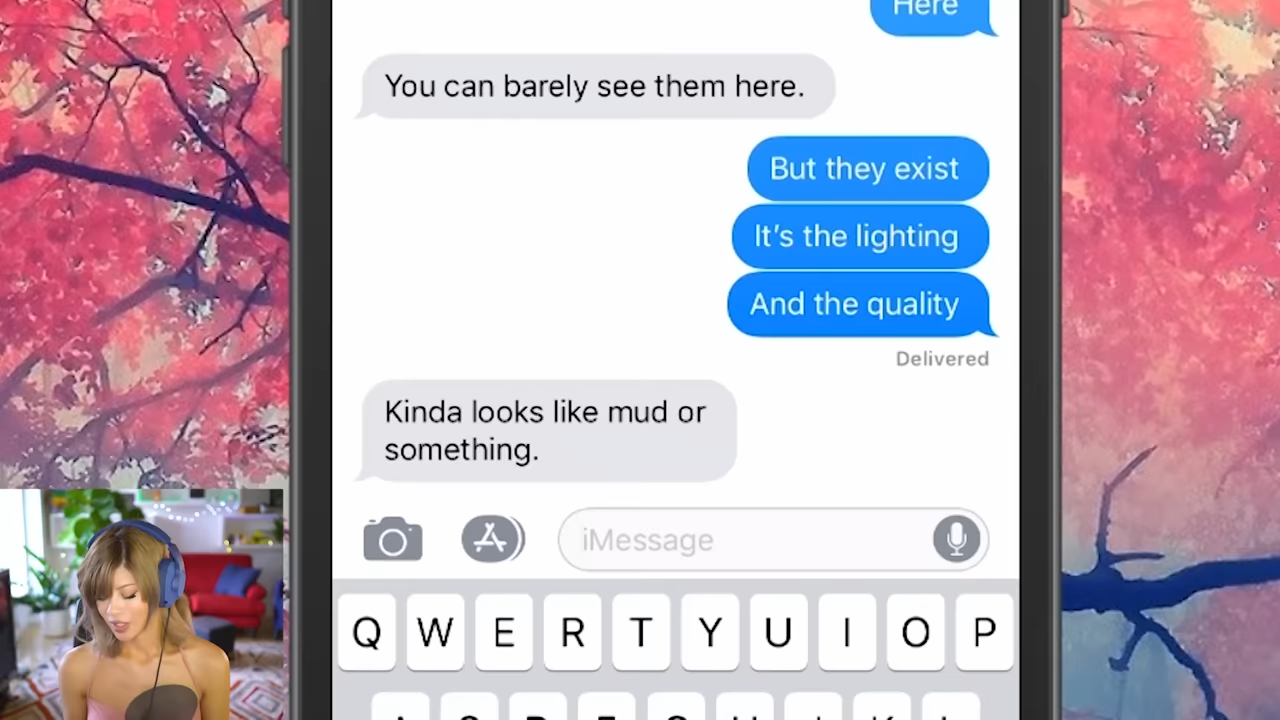 Here
You can barely see them here.
But they exist
It's the lighting
And the quality
Delivered
Kinda looks like mud or
something.
iMessage
Q W E R T Y U I O P